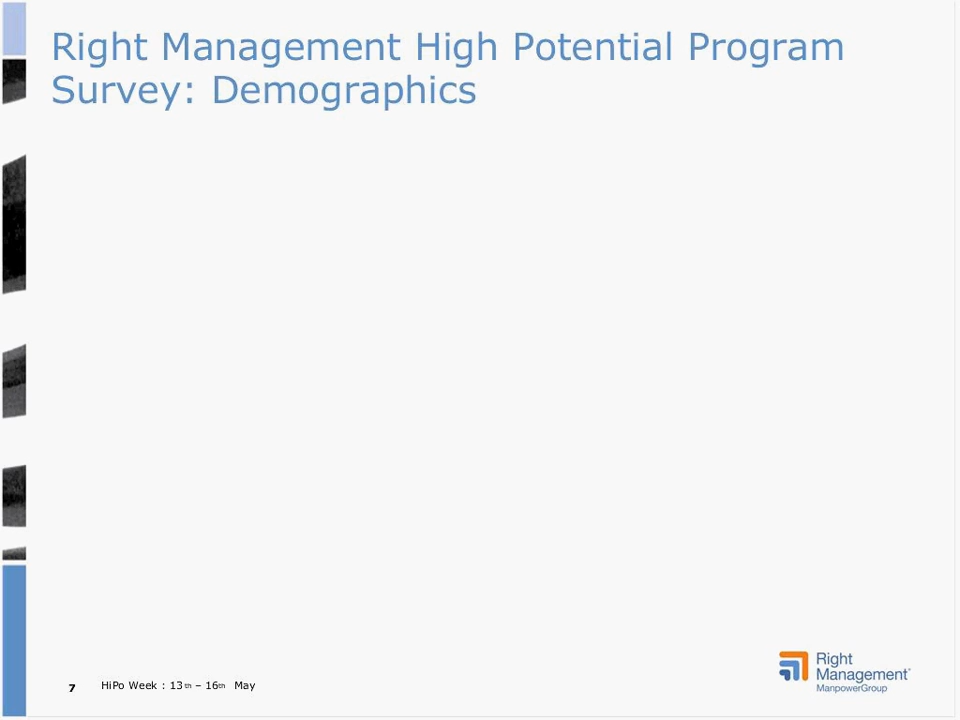 Right Management High Potential Program
Survey: Demographics
7 HiPo Week : 13th – 16th May
Right
Management
ManpowerGroup